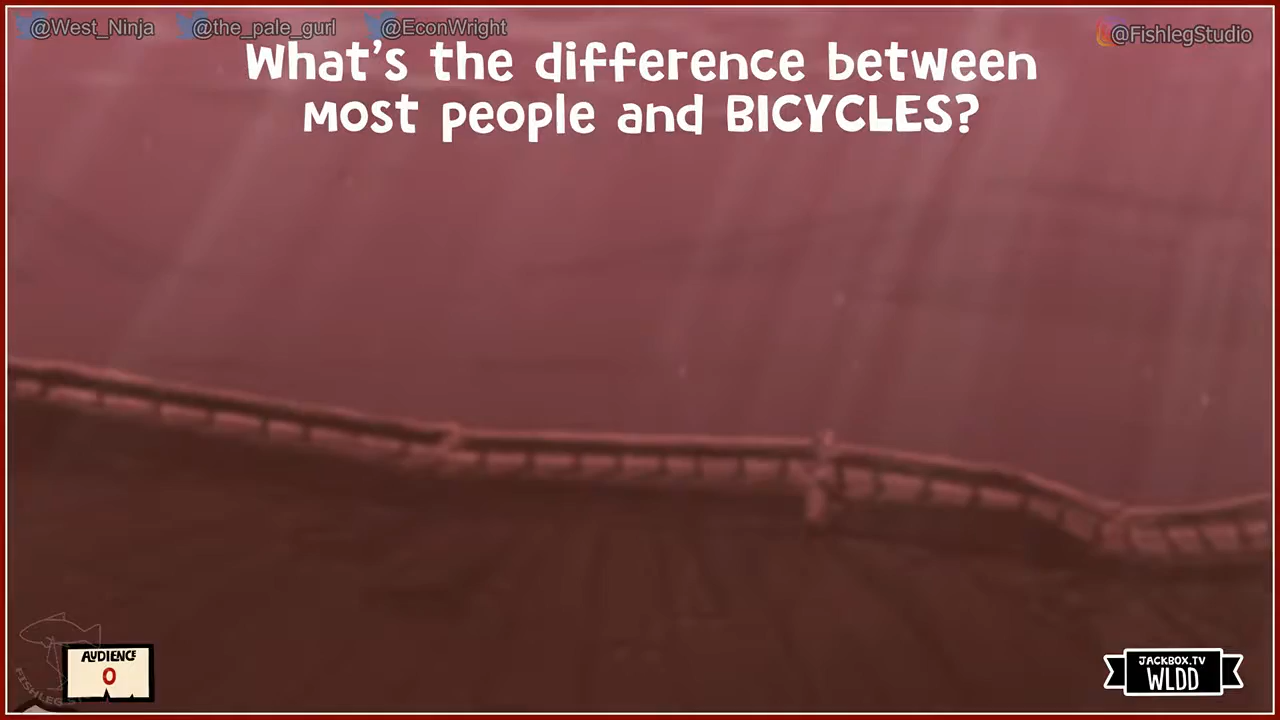 @West_Ninja @the_pale_gurl @EconWright
@FishlegStudio
What's the difference between
most people and BICYCLES?
AUDIENCE
0
JACKBOX.TV
WLDD